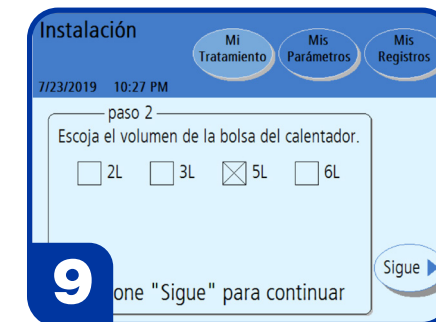 Instalación
Mi Tratamiento
Mis Parámetros
Mis Registros
7/23/2019 10:27 PM
paso 2
Escoja el volumen de la bolsa del calentador.
2L 3L 5L 6L
Sigue
9
one "Sigue" para continuar